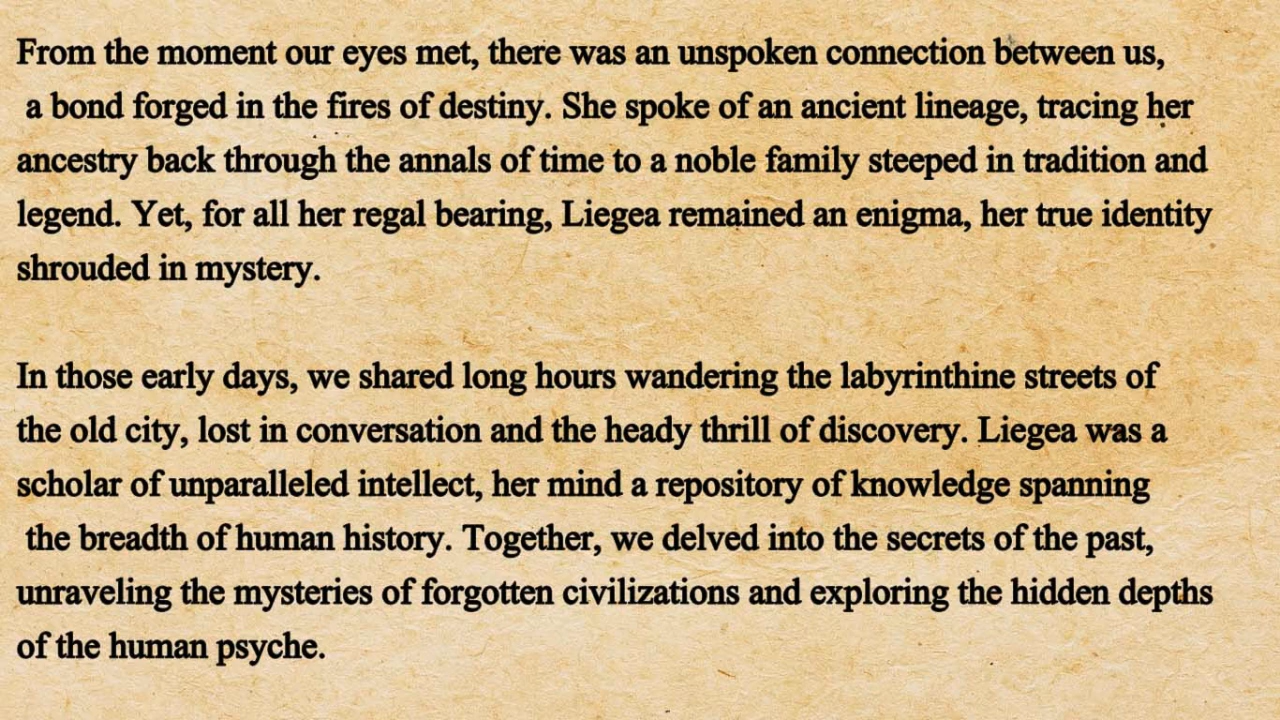 From the moment our eyes met, there was an unspoken connection between us,
a bond forged in the fires of destiny. She spoke of an ancient lineage, tracing her
ancestry back through the annals of time to a noble family steeped in tradition and
legend. Yet, for all her regal bearing, Liegea remained an enigma, her true identity
shrouded in mystery.
In those early days, we shared long hours wandering the labyrinthine streets of
the old city, lost in conversation and the heady thrill of discovery. Liegea was a
scholar of unparalleled intellect, her mind a repository of knowledge spanning
the breadth of human history. Together, we delved into the secrets of the past,
unraveling the mysteries of forgotten civilizations and exploring the hidden depths
of the human psyche.